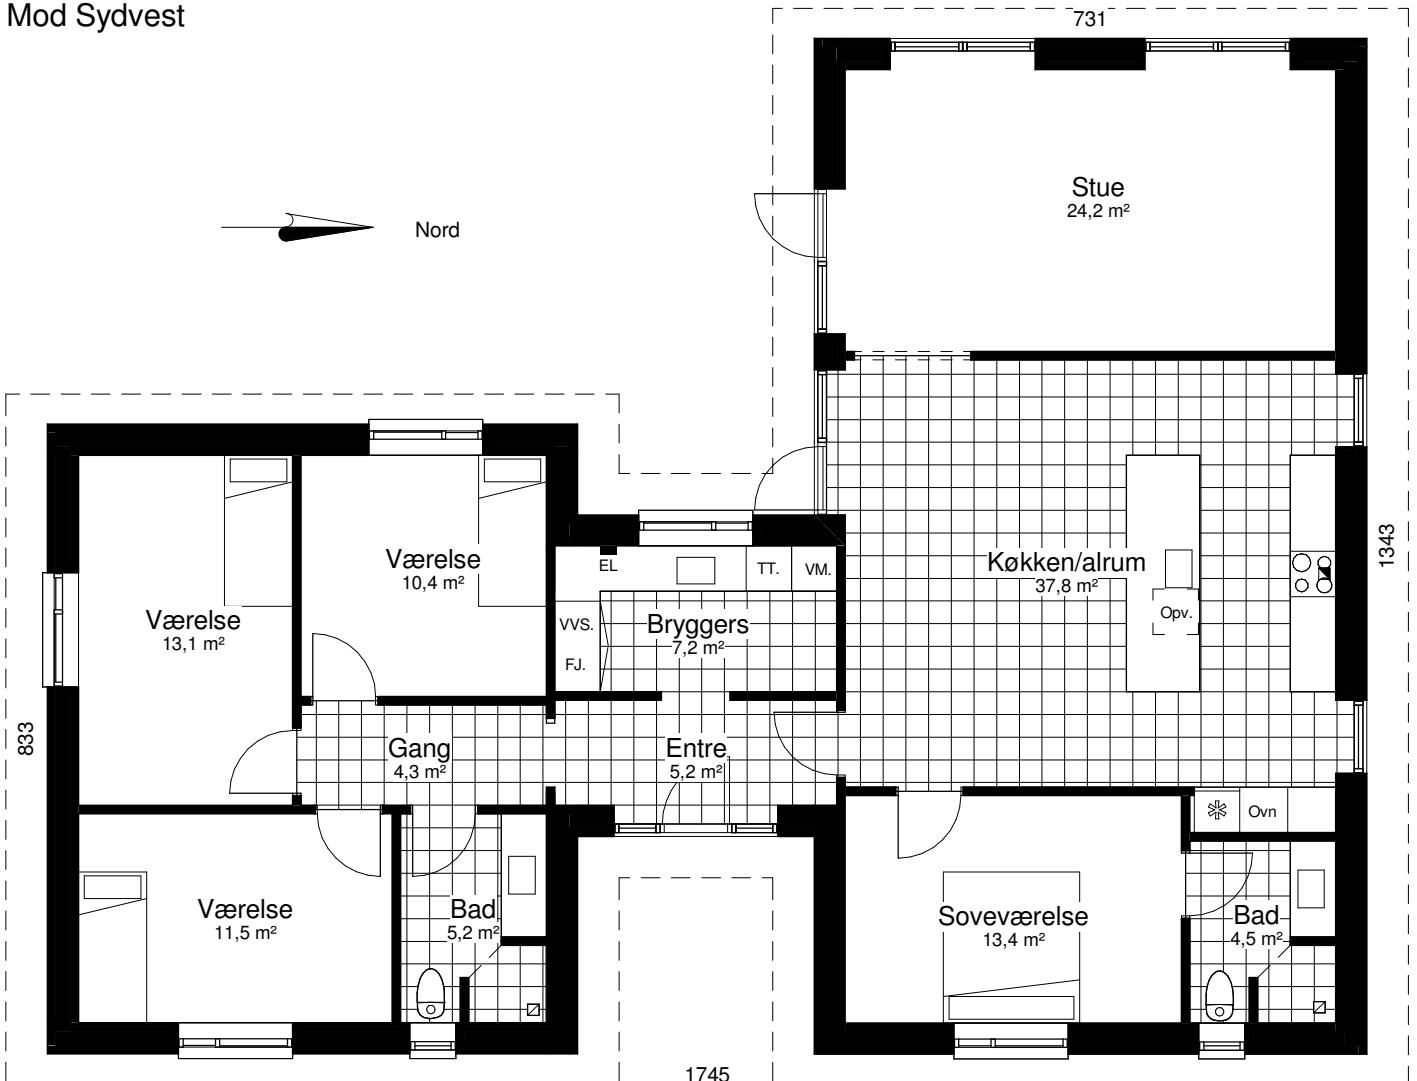 Mod Sydvest
731
Stue
24,2 m²
Nord
Værelse
10,4 m²
Værelse
13,1 m²
EL
TT.
VM.
VVS.
FJ.
Bryggers
7,2 m²
Køkken/alrum
37,8 m²
Opv.
1343
833
Gang
4,3 m²
Entre
5,2 m²
Ovn
Værelse
11,5 m²
Bad
5,2 m²
Soveværelse
13,4 m²
Bad
4,5 m²
1745